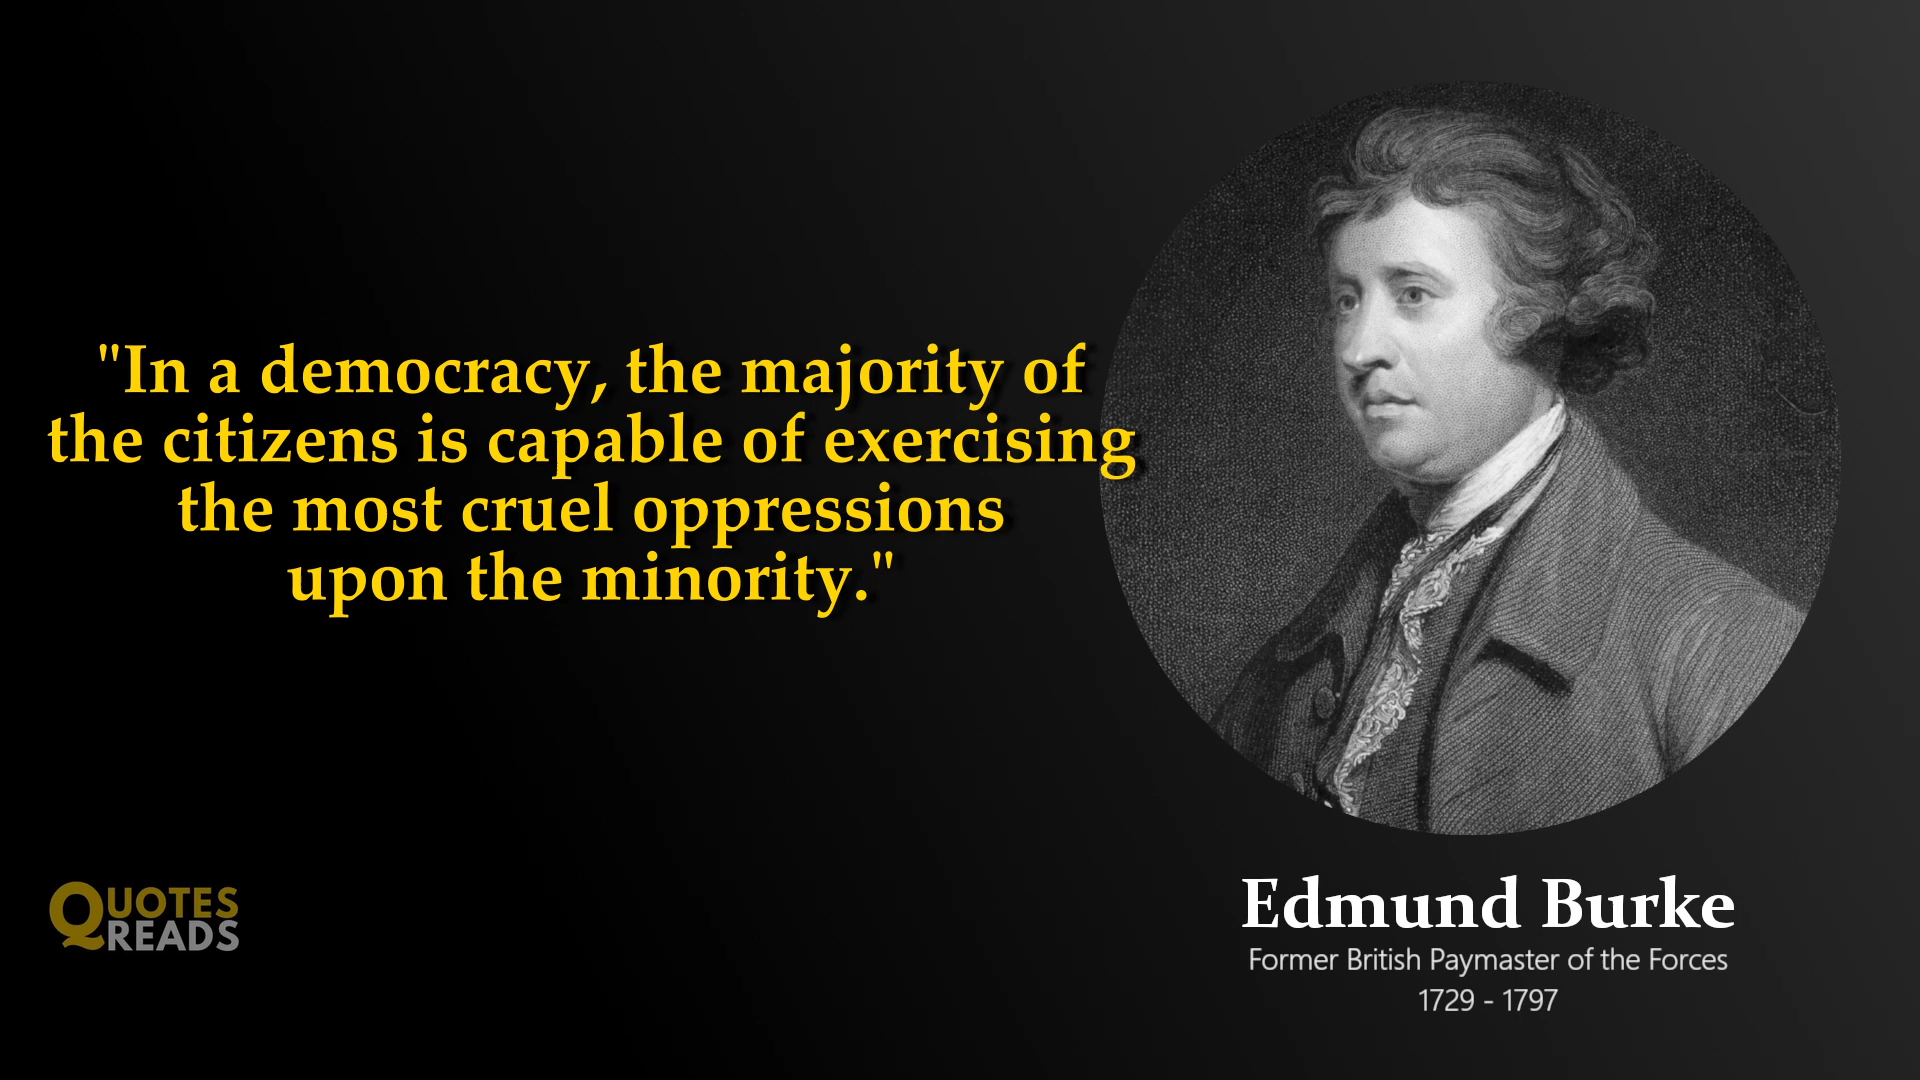 "In a democracy, the majority of
the citizens is capable of exercising
the most cruel oppressions
upon the minority."
QUOTES
READS
Edmund Burke
Former British Paymaster of the Forces
1729 - 1797